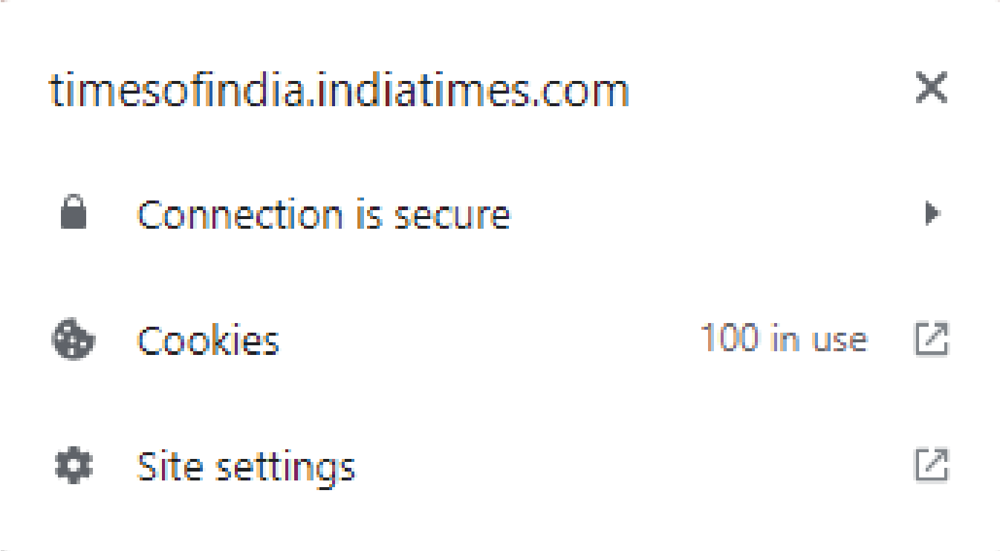 timesofindia.indiatimes.com
Connection is secure
Cookies 100 in use
Site settings